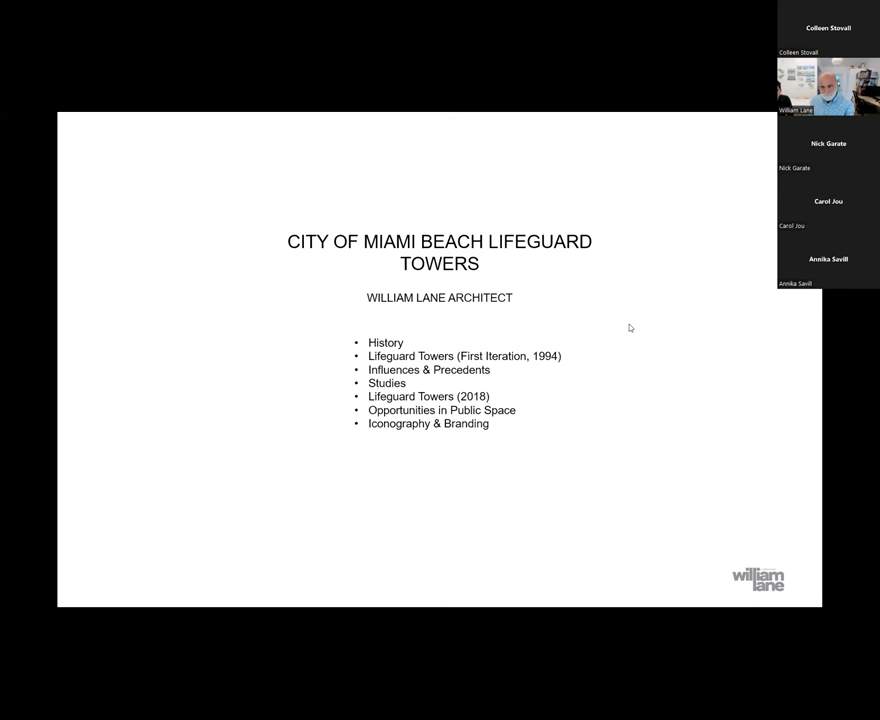 Colleen Stovall
Colleen Stovall
William Lane
Nick Garate
Nick Garate
Carol Jou
Carol Jou
Annika Savill
Annika Savill
CITY OF MIAMI BEACH LIFEGUARD
TOWERS
WILLIAM LANE ARCHITECT
• History
• Lifeguard Towers (First Iteration, 1994)
• Influences & Precedents
• Studies
• Lifeguard Towers (2018)
• Opportunities in Public Space
• Iconography & Branding
william
lane